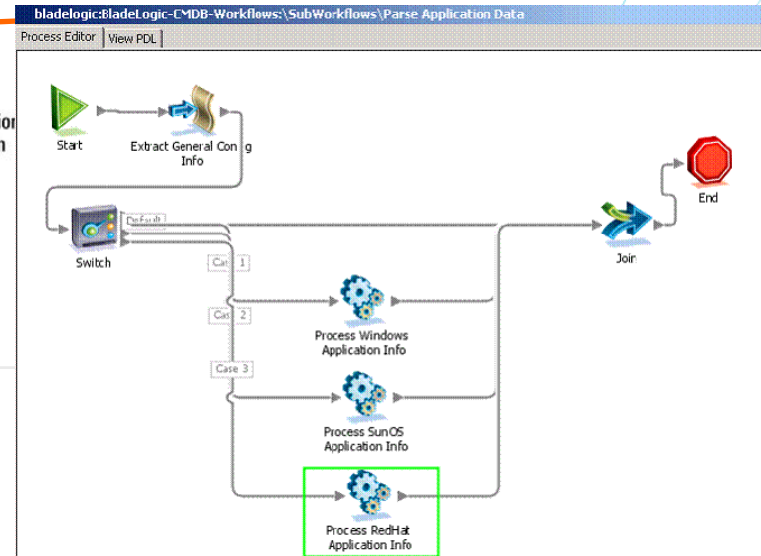 bladelogic:BladeLogic-CMDB-Workflows:\SubWorkflows\Parse Application Data
Process Editor
View PDL
Start
Extract General Con g
Info
End
Default
Switch
Join
Case 1
Process Windows
Application Info
Case 2
Case 3
Process SunOS
Application Info
Process RedHat
Application Info